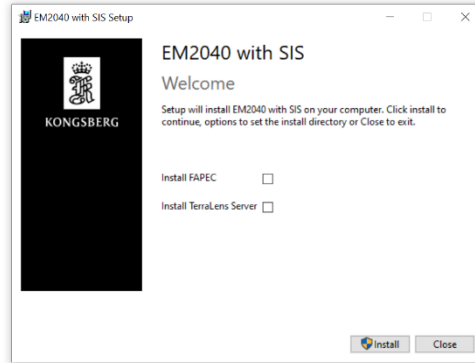 EM2040 with SIS Setup
KONGSBERG
EM2040 with SIS
Welcome
Setup will install EM2040 with SIS on your computer. Click install to
continue, options to set the install directory or Close to exit.
Install FAPEC
Install TerraLens Server
Install
Close